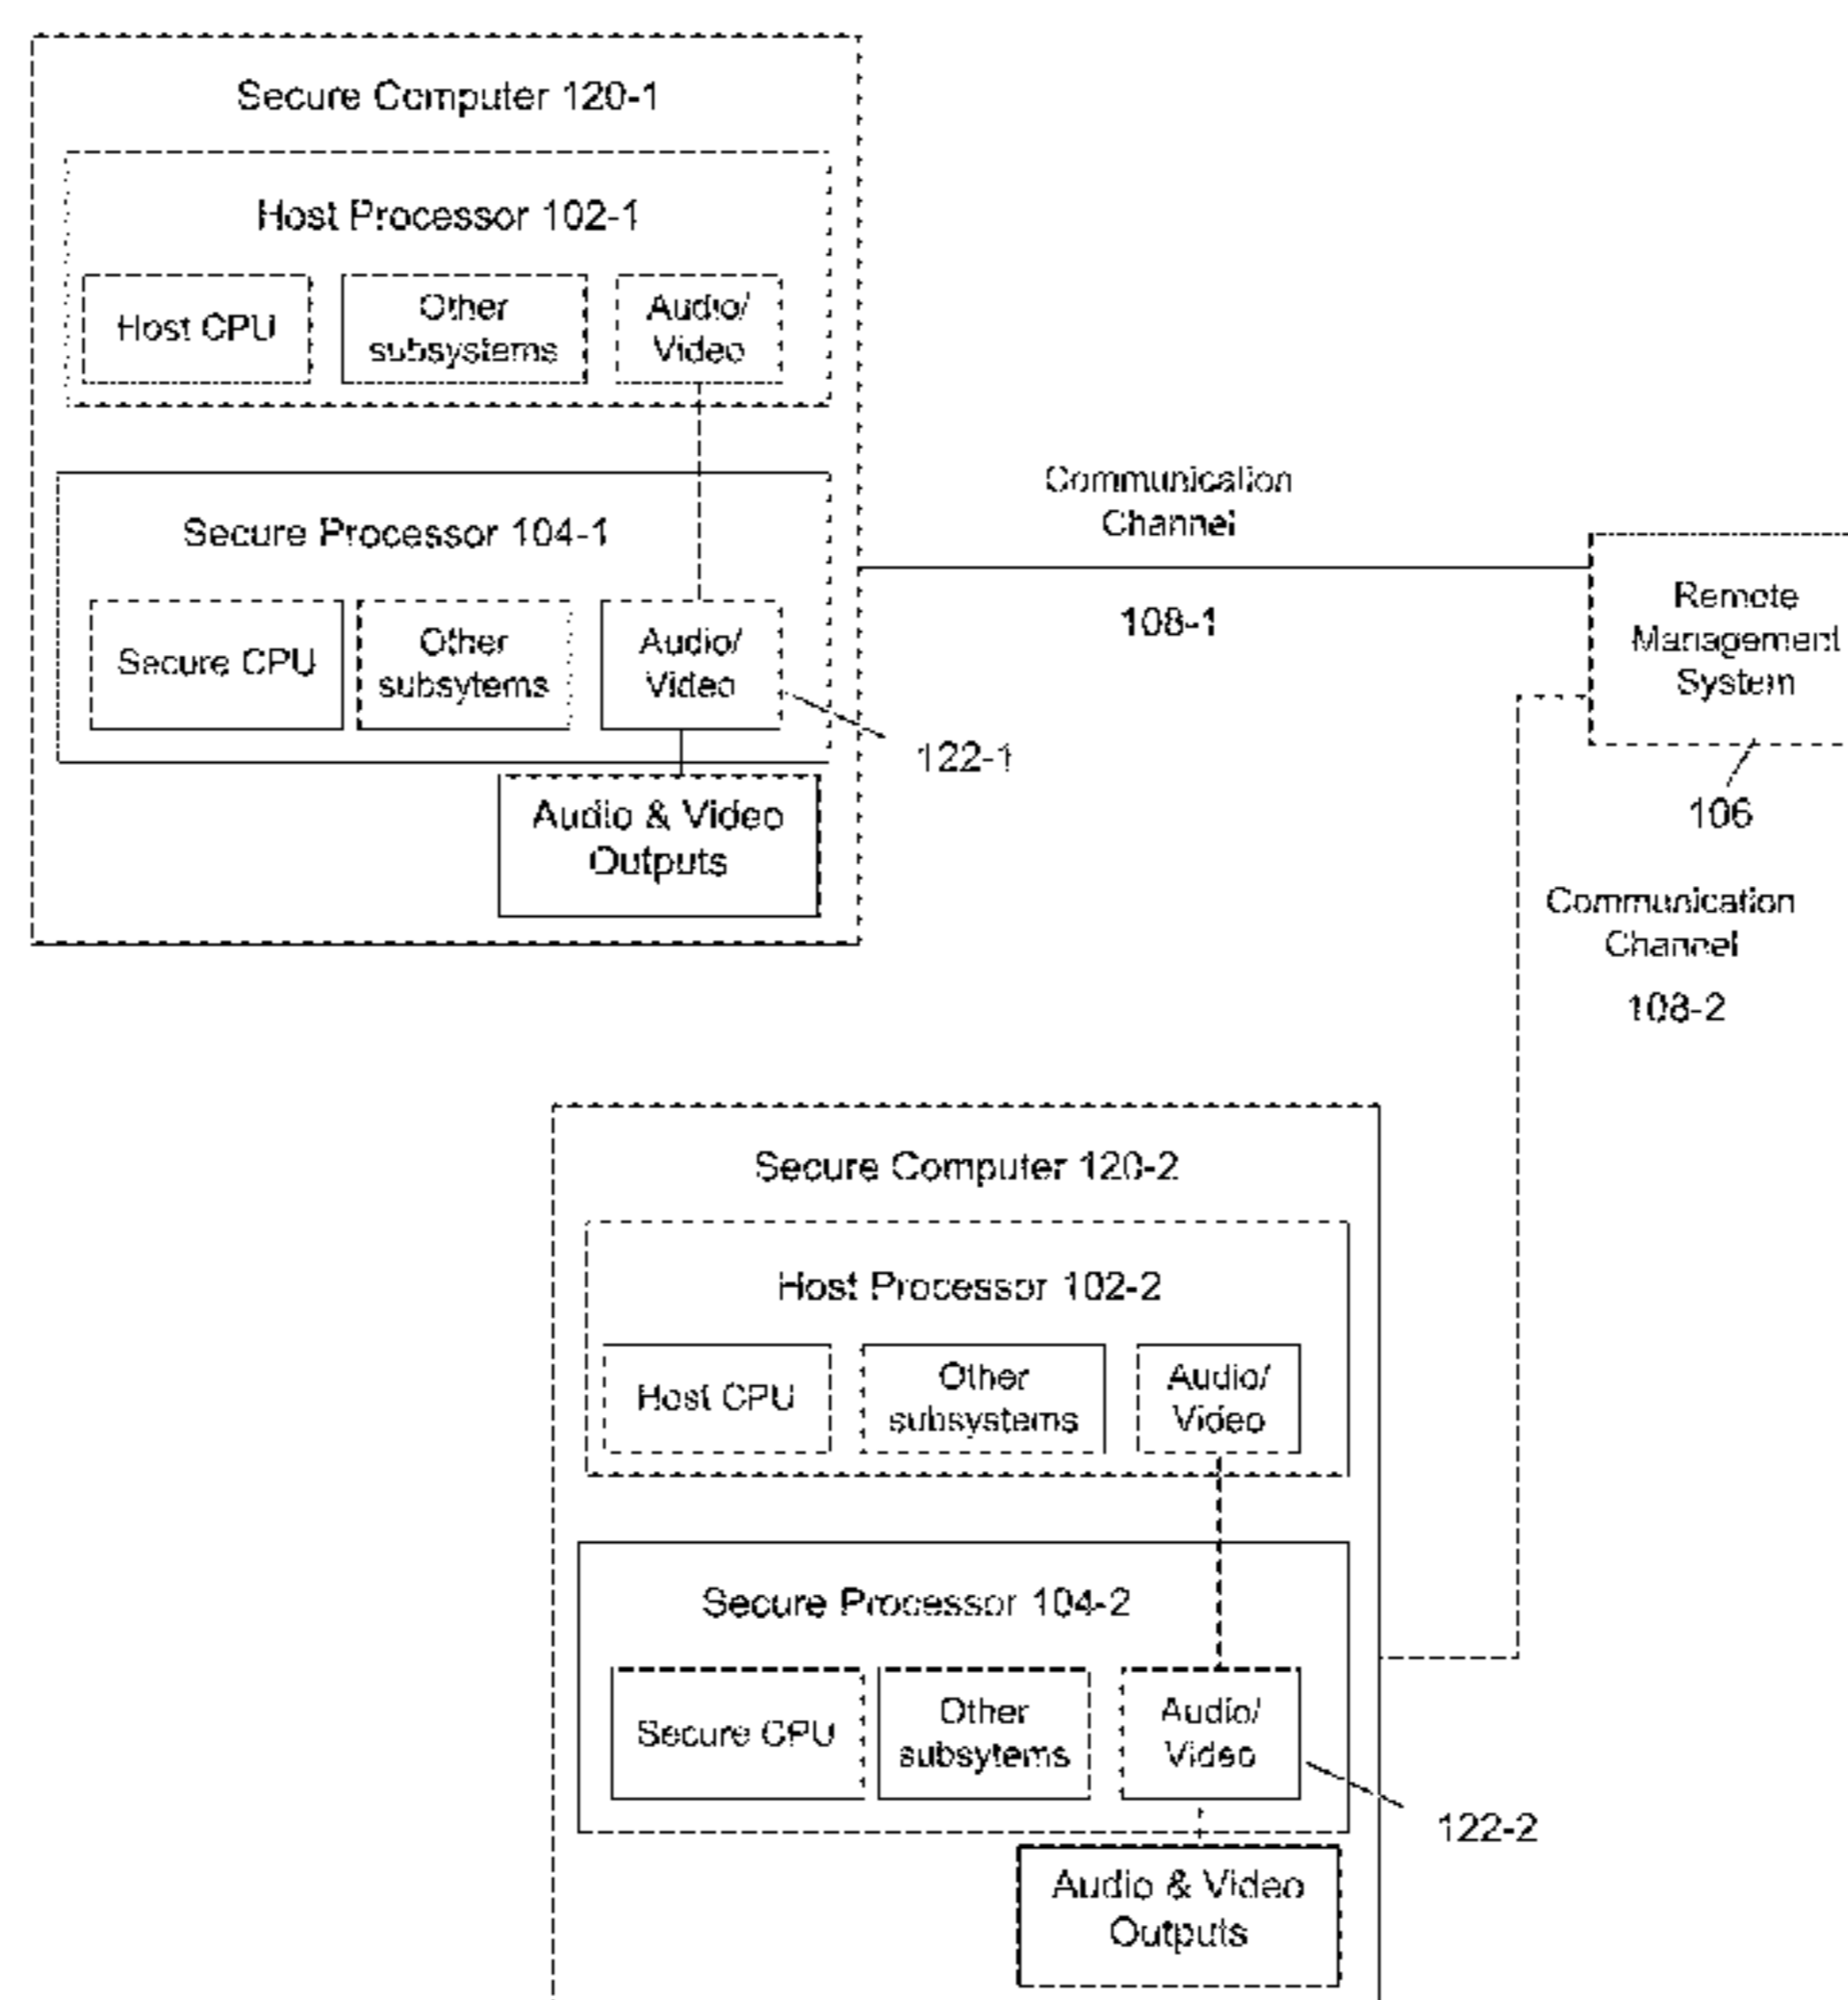 Secure Computer 120-1
Host Processor 102-1
Host CPU
Other
subsystems
Audio/
Video
Secure Processor 104-1
Secure CPU
Other
subsytems
Audio/
Video
122-1
Audio & Video
Outputs
Communication
Channel
108-1
Remote
Management
System
106
Communication
Channel
108-2
Secure Computer 120-2
Host Processor 102-2
Host CPU
Other
subsystems
Audio/
Video
Secure Processor 104-2
Secure CPU
Other
subsytems
Audio/
Video
122-2
Audio & Video
Outputs